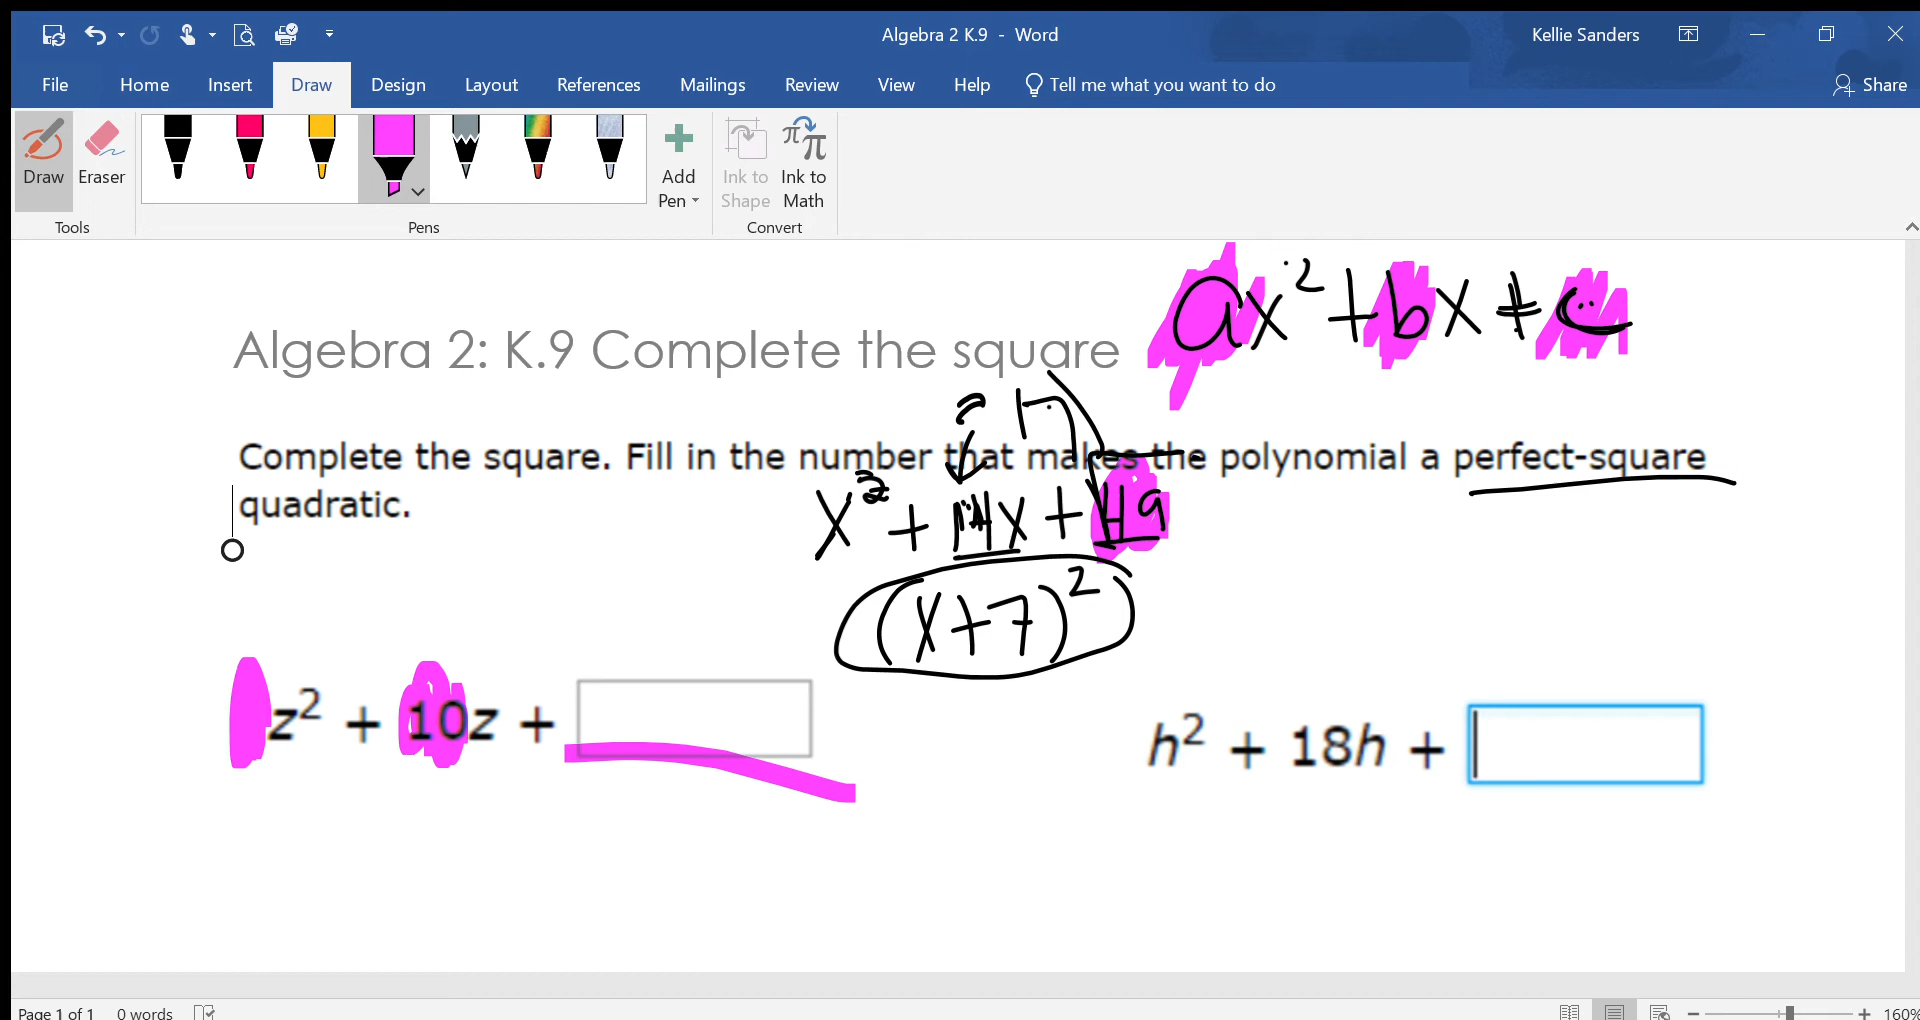 Algebra 2 K.9 - Word
Kellie Sanders
File Home Insert Draw Design Layout References Mailings Review View Help Tell me what you want to do Share
Draw
Eraser
Add Pen
Ink to Shape
Ink to Math
Tools
Pens
Convert
ax² + bx + c
Algebra 2: K.9 Complete the square
Complete the square. Fill in the number that makes the polynomial a perfect-square
quadratic.
7
x² + 14x + 49
(x+7)²
z² + 10z +
h² + 18h +
Page 1 of 1 0 words
160%